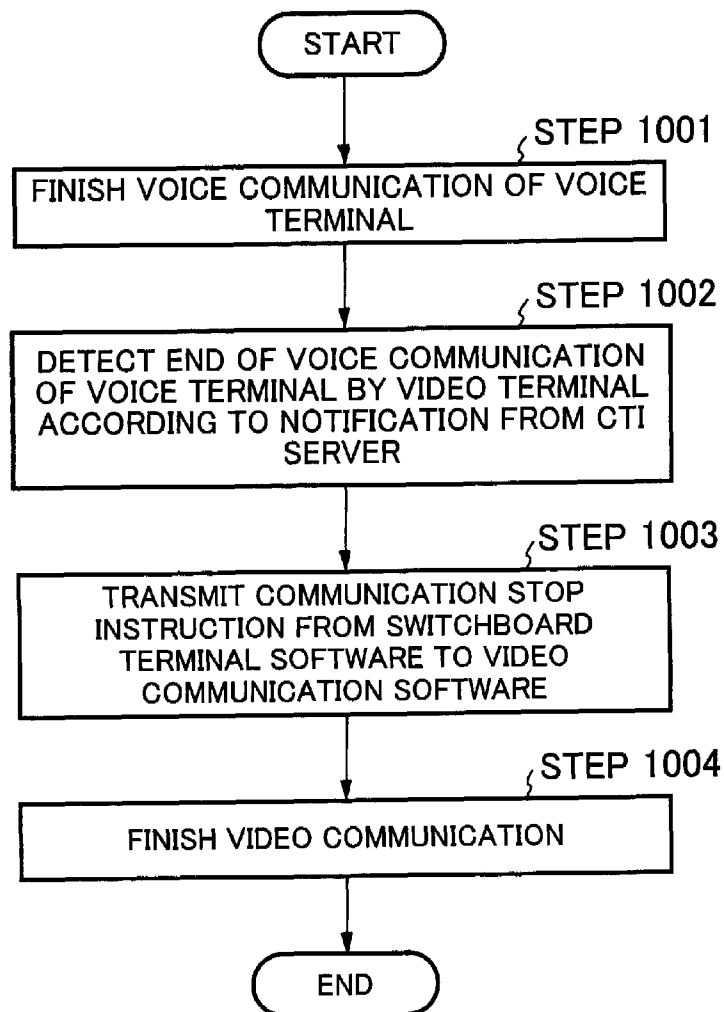 START
STEP 1001
FINISH VOICE COMMUNICATION OF VOICE
TERMINAL
STEP 1002
DETECT END OF VOICE COMMUNICATION
OF VOICE TERMINAL BY VIDEO TERMINAL
ACCORDING TO NOTIFICATION FROM CTI
SERVER
STEP 1003
TRANSMIT COMMUNICATION STOP
INSTRUCTION FROM SWITCHBOARD
TERMINAL SOFTWARE TO VIDEO
COMMUNICATION SOFTWARE
STEP 1004
FINISH VIDEO COMMUNICATION
END